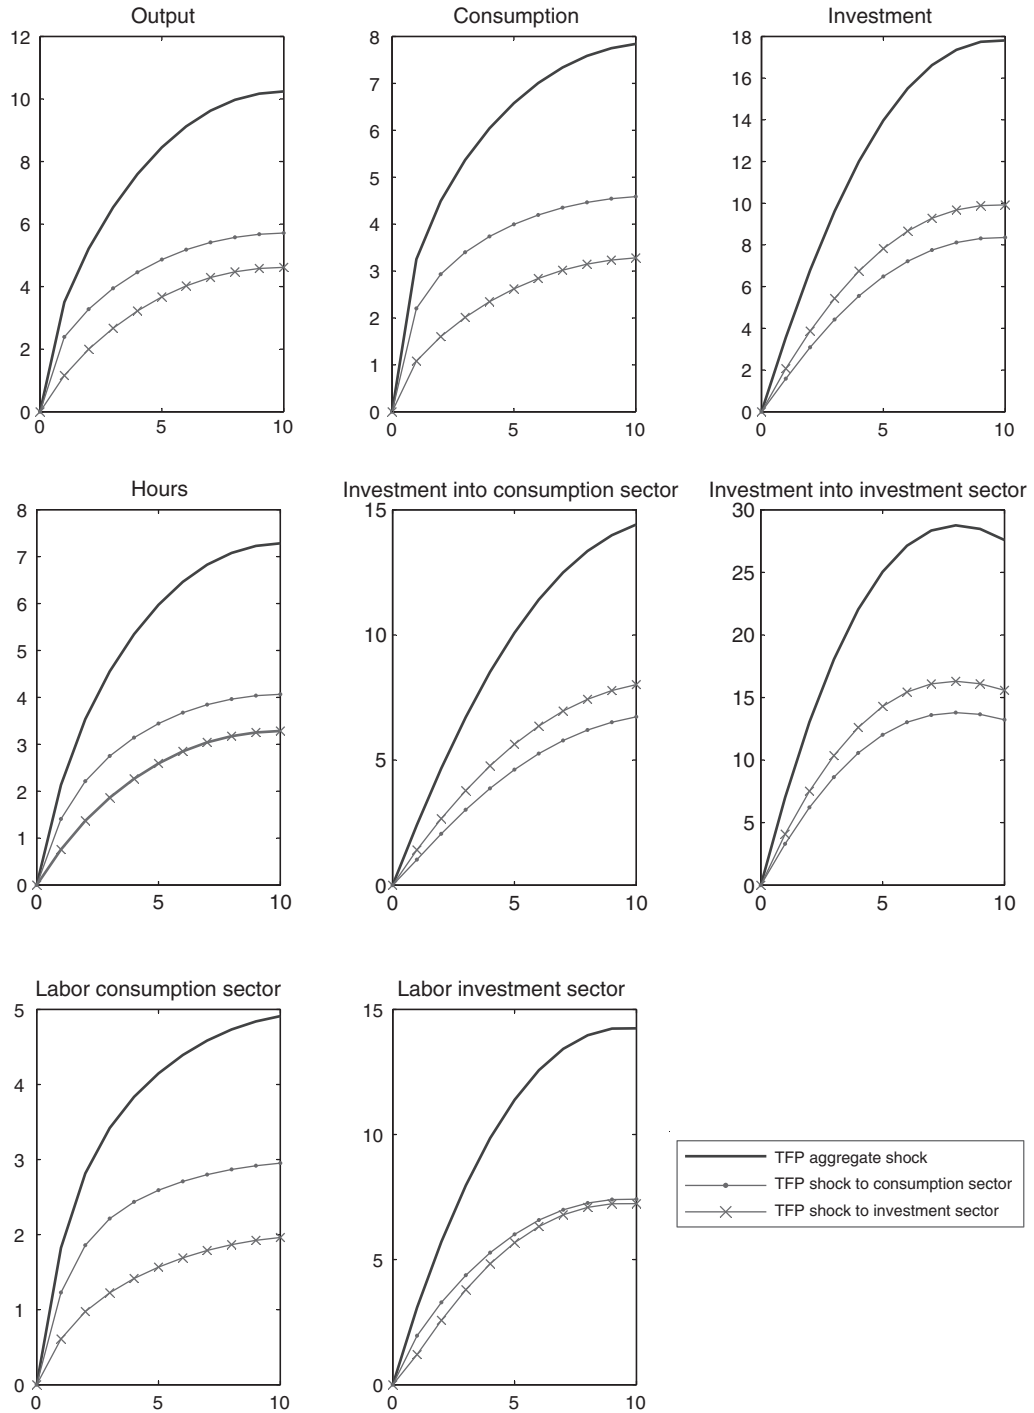 Output Consumption Investment
12 8 18
16
7
10 14
6
8 12
5
10
6 4
8
3
4 6
2
4
2
1 2
0 0 0
0 5 10 0 5 10 0 5 10
Hours Investment into consumption sector Investment into investment sector
8 15 30
7
25
6
10 20
5
4 15
3
5 10
2
5
1
0 0 0
0 5 10 0 5 10 0 5 10
Labor consumption sector Labor investment sector
5 15
4
10
3
TFP aggregate shock
TFP shock to consumption sector
TFP shock to investment sector
2
5
1
0 0
0 5 10 0 5 10